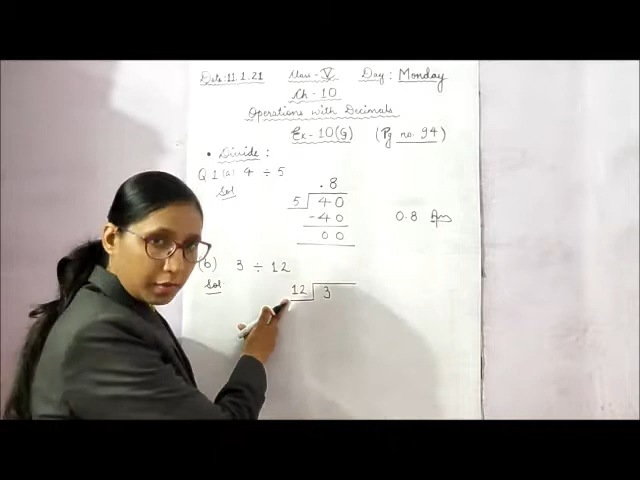 Date: 11.1.21 Class - V Day: Monday
Ch - 10
Operations with Decimals
Ex - 10(G) (Pg no. 94)
• Divide :
Q 1 (a) 4 ÷ 5
Sol
.8
5 40
-40
00
0.8 Ans
(b) 3 ÷ 12
Sol
12 3